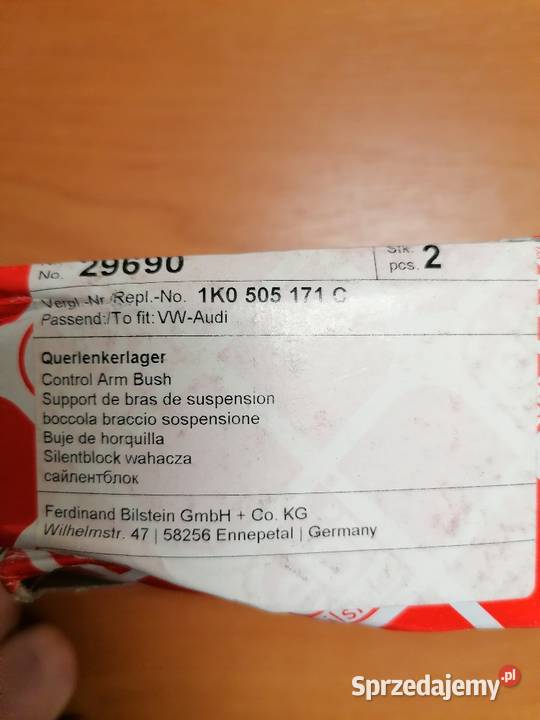 No. 29690
Stk.
pcs. 2
Vergl.-Nr./Repl.-No. 1K0 505 171 C
Passend:/To fit: VW-Audi
Querlenkerlager
Control Arm Bush
Support de bras de suspension
boccola braccio sospensione
Buje de horquilla
Silentblock wahacza
сайлентблок
Ferdinand Bilstein GmbH + Co. KG
Wilhelmstr. 47 | 58256 Ennepetal | Germany
Sprzedajemy.pl